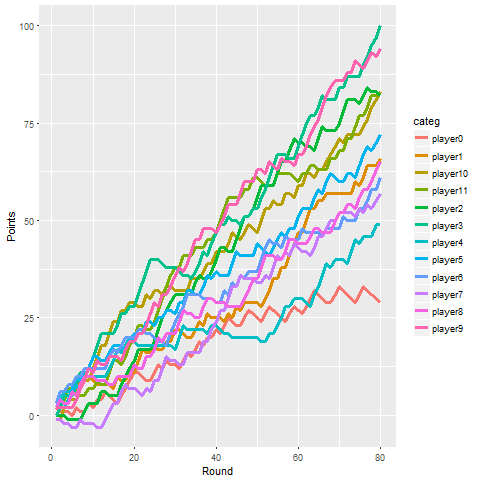 100
75
50
25
0
Points
0
20
40
60
80
Round
categ
player0
player1
player10
player11
player2
player3
player4
player5
player6
player7
player8
player9